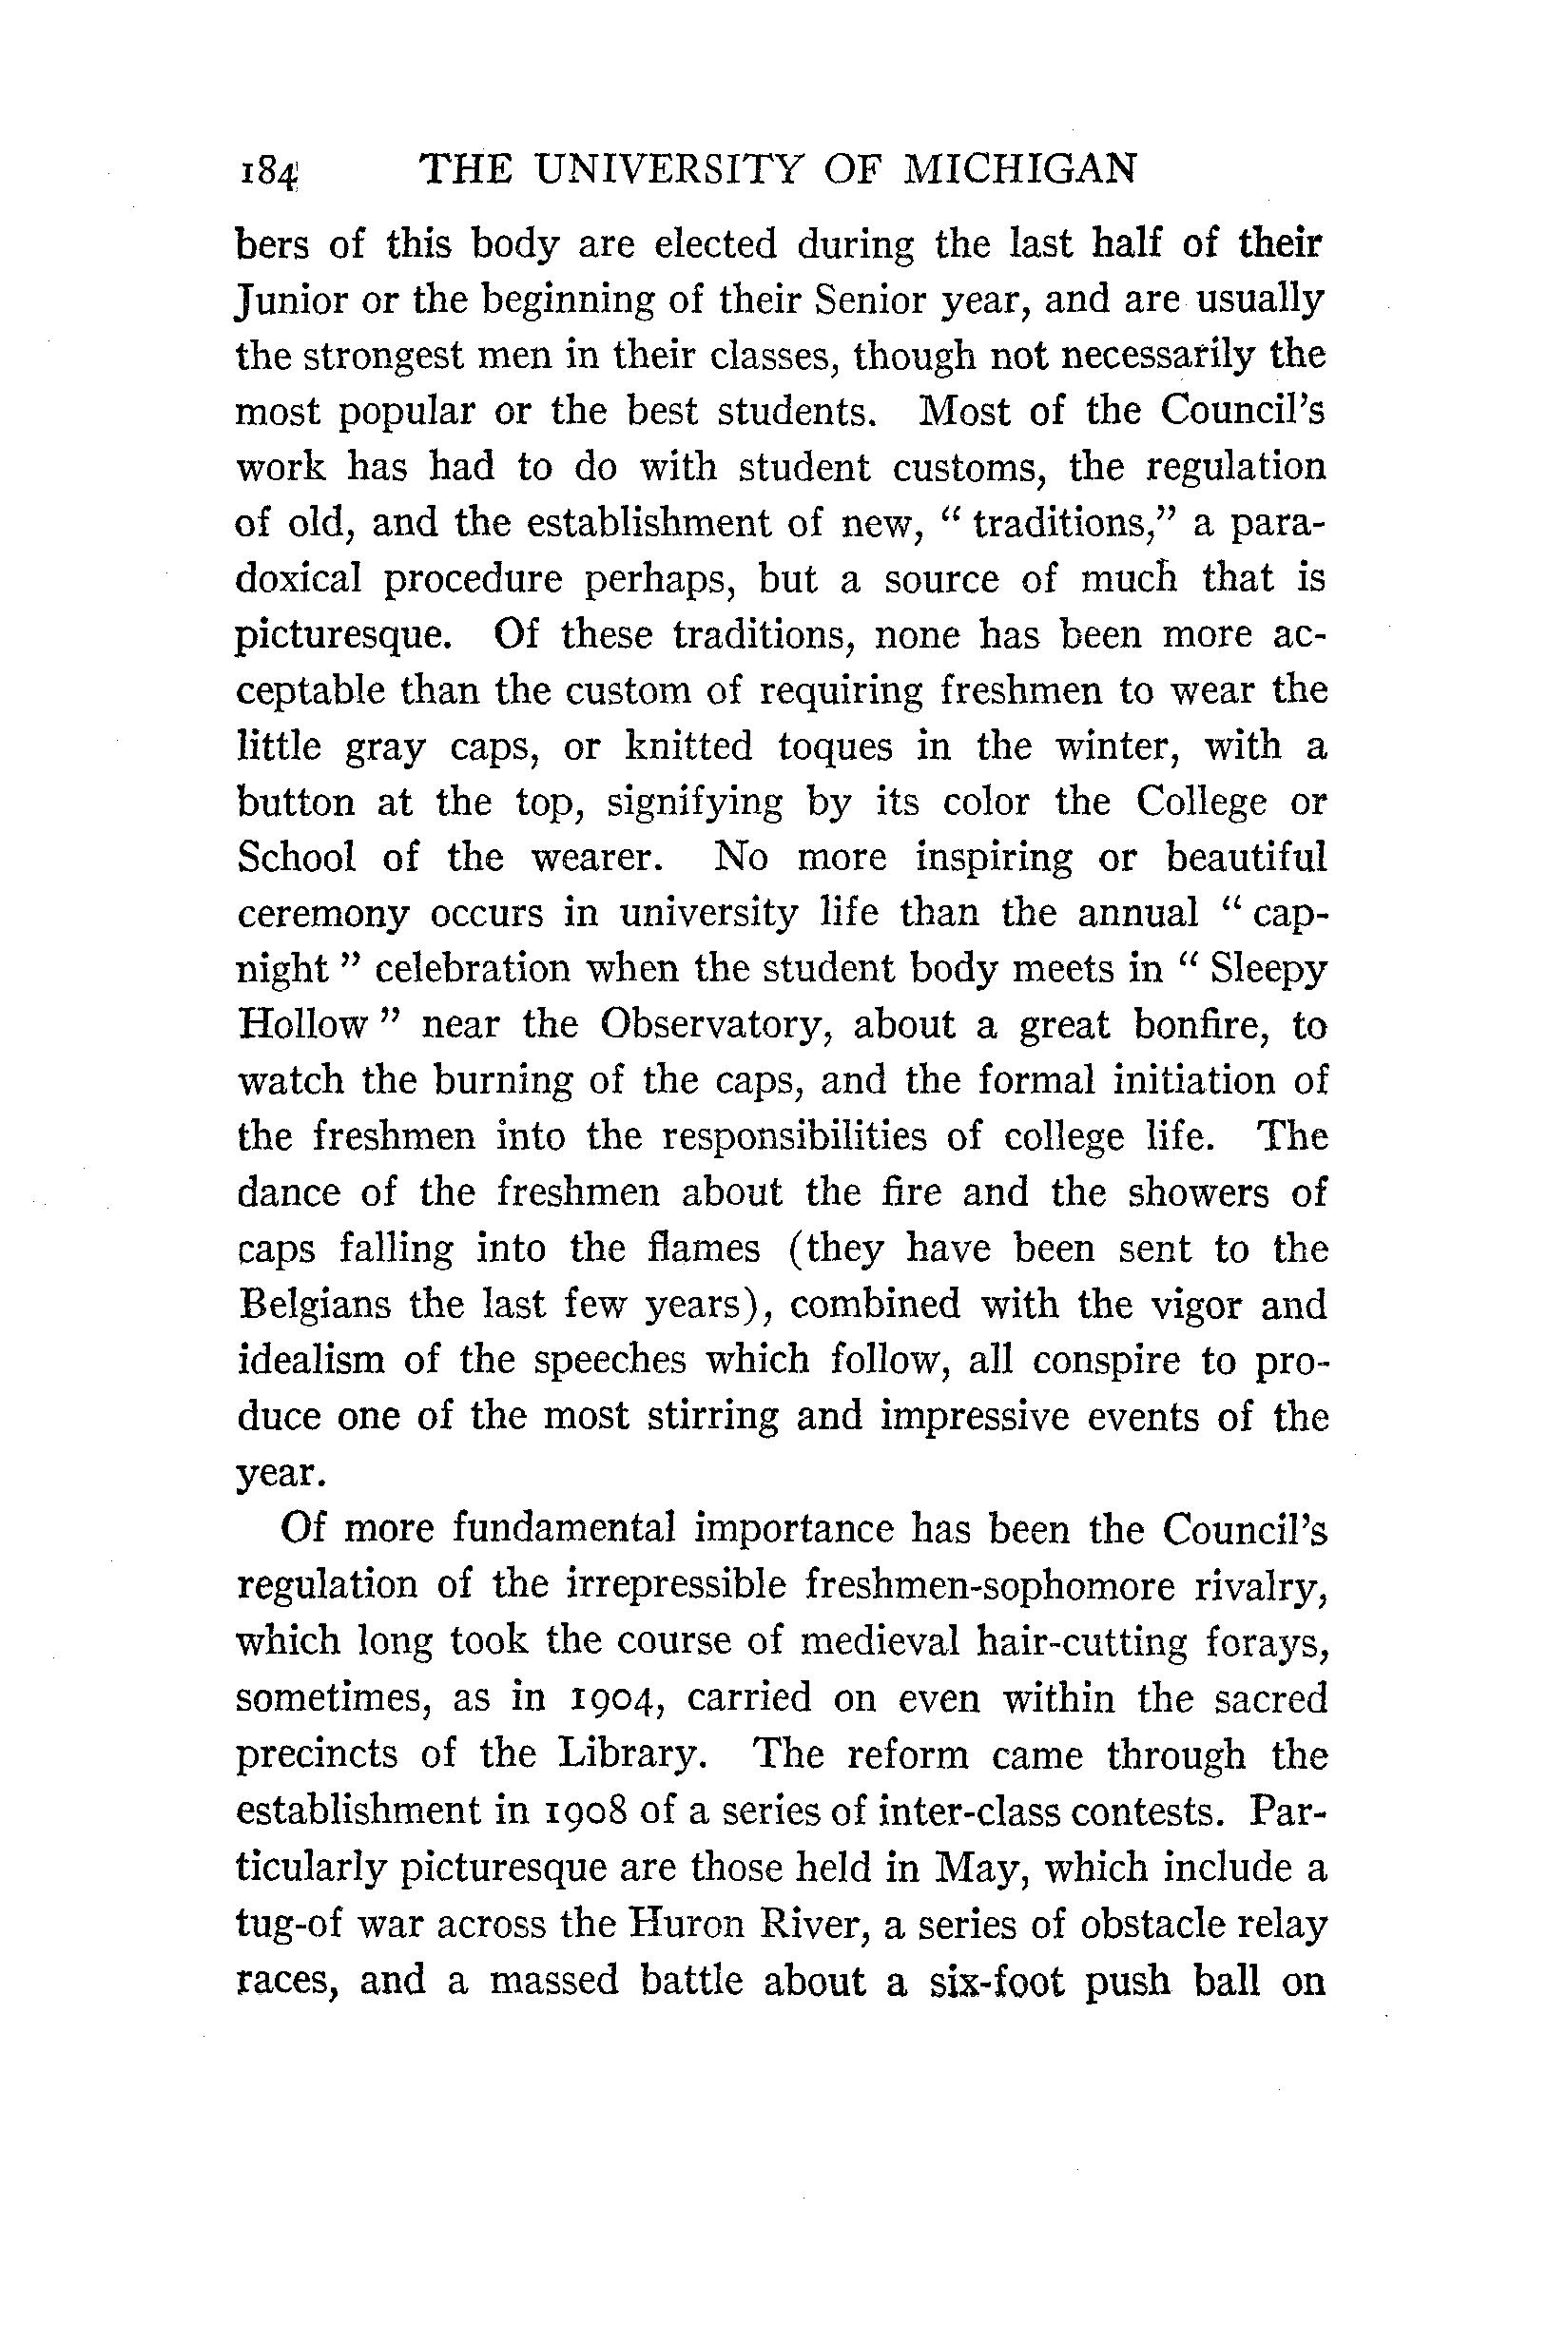 184 THE UNIVERSITY OF MICHIGAN
bers of this body are elected during the last half of their
Junior or the beginning of their Senior year, and are usually
the strongest men in their classes, though not necessarily the
most popular or the best students. Most of the Council's
work has had to do with student customs, the regulation
of old, and the establishment of new, " traditions," a para-
doxical procedure perhaps, but a source of much that is
picturesque. Of these traditions, none has been more ac-
ceptable than the custom of requiring freshmen to wear the
little gray caps, or knitted toques in the winter, with a
button at the top, signifying by its color the College or
School of the wearer. No more inspiring or beautiful
ceremony occurs in university life than the annual " cap-
night " celebration when the student body meets in " Sleepy
Hollow " near the Observatory, about a great bonfire, to
watch the burning of the caps, and the formal initiation of
the freshmen into the responsibilities of college life. The
dance of the freshmen about the fire and the showers of
caps falling into the flames (they have been sent to the
Belgians the last few years), combined with the vigor and
idealism of the speeches which follow, all conspire to pro-
duce one of the most stirring and impressive events of the
year.
Of more fundamental importance has been the Council's
regulation of the irrepressible freshmen-sophomore rivalry,
which long took the course of medieval hair-cutting forays,
sometimes, as in 1904, carried on even within the sacred
precincts of the Library. The reform came through the
establishment in 1908 of a series of inter-class contests. Par-
ticularly picturesque are those held in May, which include a
tug-of war across the Huron River, a series of obstacle relay
races, and a massed battle about a six-foot push ball on